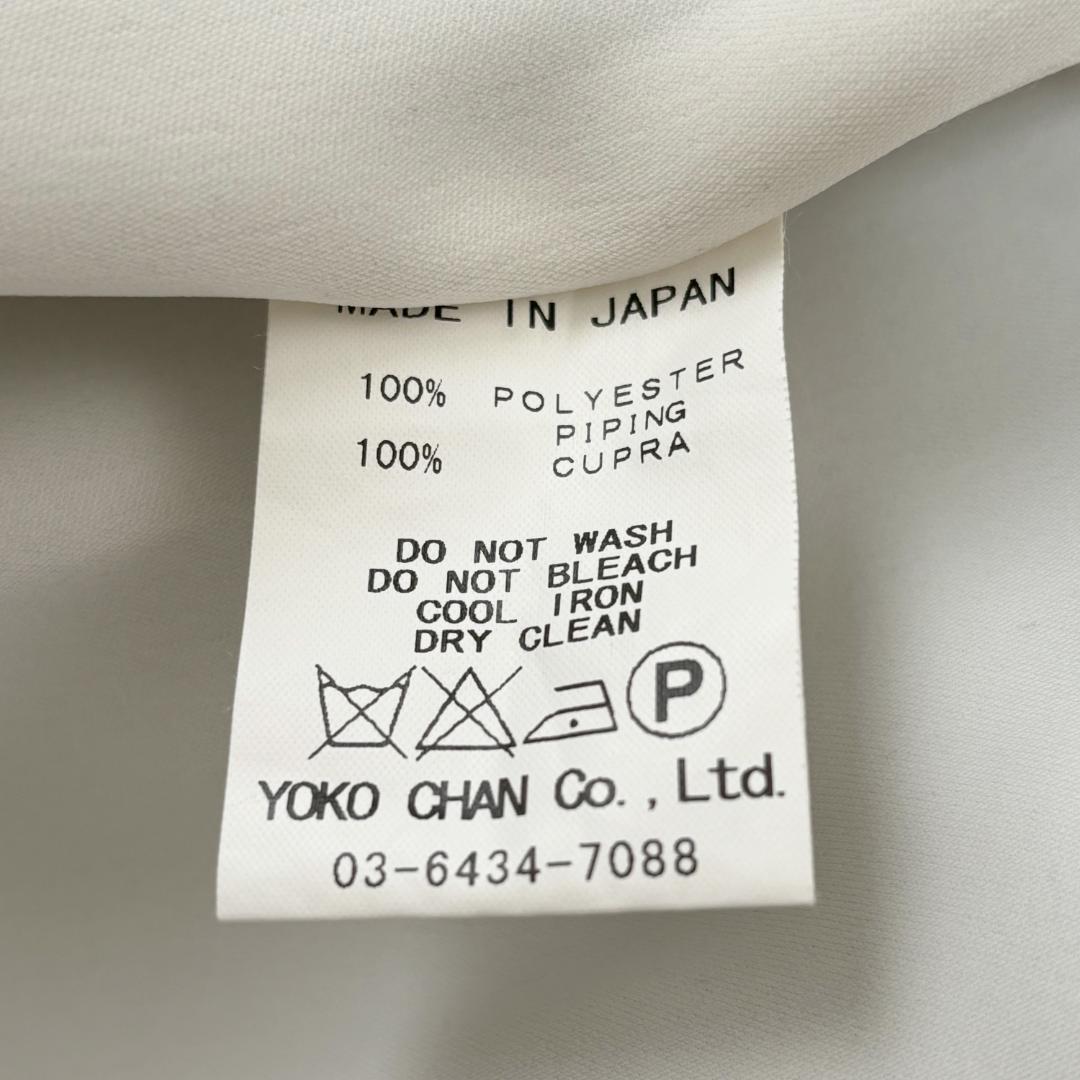 MADE IN JAPAN
100% POLYESTER
PIPING
100% CUPRA
DO NOT WASH
DO NOT BLEACH
COOL IRON
DRY CLEAN
P
YOKO CHAN Co., Ltd.
03-6434-7088